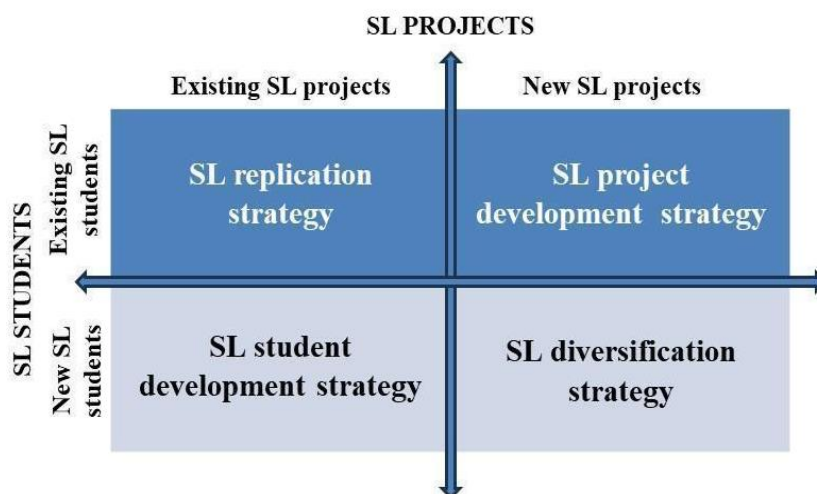 SL PROJECTS
Existing SL projects
New SL projects
SL STUDENTS
Existing SL
students
SL replication
strategy
SL project
development strategy
New SL
students
SL student
development strategy
SL diversification
strategy